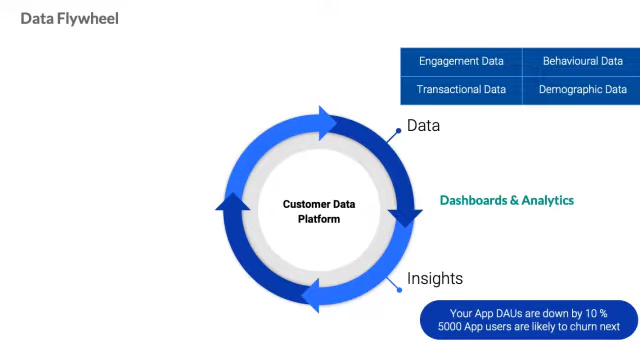 Data Flywheel
Engagement Data
Behavioural Data
Transactional Data
Demographic Data
Data
Customer Data
Platform
Dashboards & Analytics
Insights
Your App DAUs are down by 10 %
5000 App users are likely to churn next